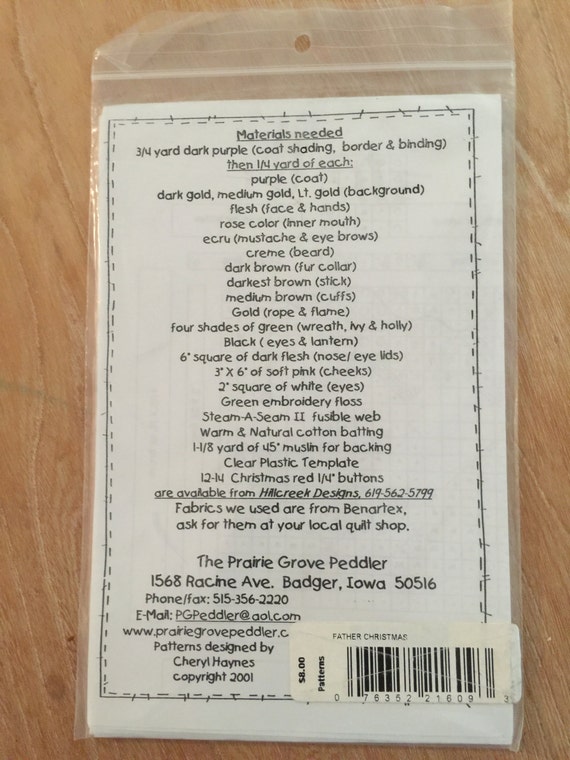 Materials needed
3/4 yard dark purple (coat shading, border & binding)
then 1/4 yard of each:
purple (coat)
dark gold, medium gold, Lt. gold (background)
flesh (face & hands)
rose color (inner mouth)
ecru (mustache & eye brows)
creme (beard)
dark brown (fur collar)
darkest brown (stick)
medium brown (cuffs)
Gold (rope & flame)
four shades of green (wreath, ivy & holly)
Black ( eyes & lantern)
6" square of dark flesh (nose/ eye lids)
3" X 6" of soft pink (cheeks)
2" square of white (eyes)
Green embroidery floss
Steam-A-Seam II fusible web
Warm & Natural cotton batting
1-1/8 yard of 45" muslin for backing
Clear Plastic Template
12-14 Christmas red 1/4" buttons
are available from Hillcreek Designs, 619-562-5799
Fabrics we used are from Benartex,
ask for them at your local quilt shop.
The Prairie Grove Peddler
1568 Racine Ave. Badger, Iowa 50516
Phone/fax: 515-356-2220
E-Mail: PGPeddler@aol.com
www.prairiegrovepeddler.c
Patterns designed by
Cheryl Haynes
copyright 2001
FATHER CHRISTMAS
$8.00
Patterns
0 76352 21609 3